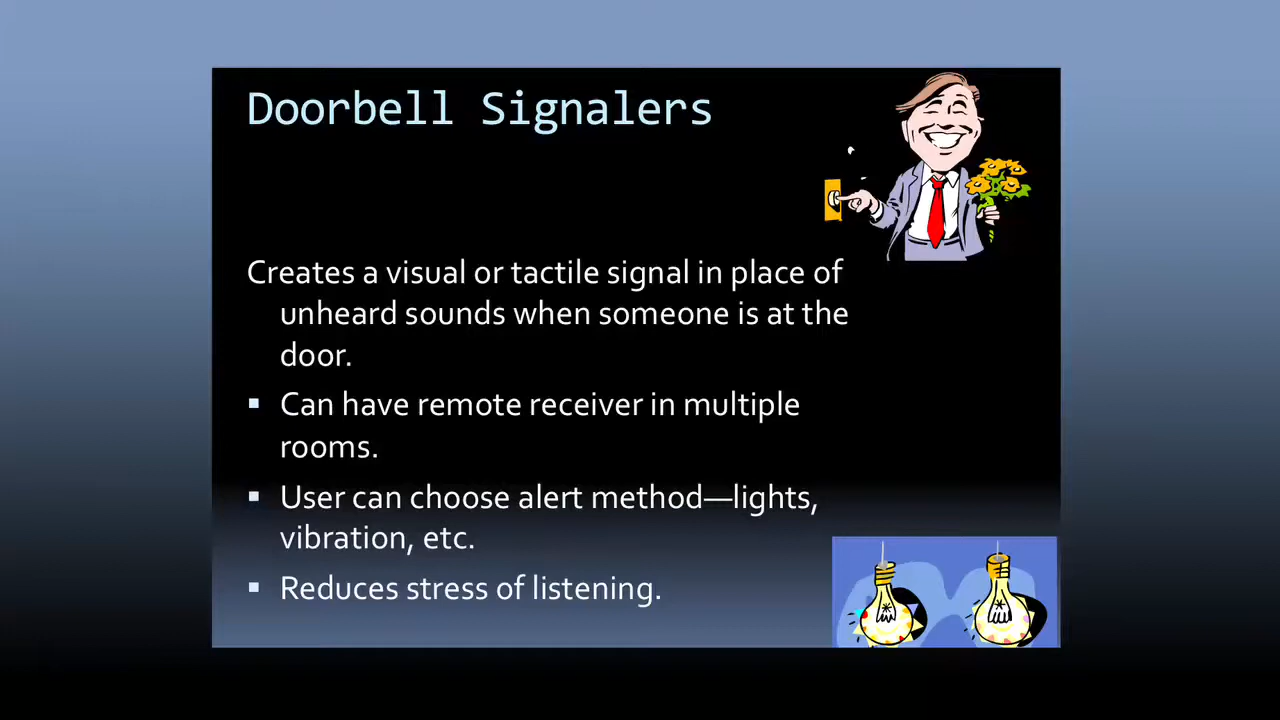 Doorbell Signalers
Creates a visual or tactile signal in place of
unheard sounds when someone is at the
door.
▪ Can have remote receiver in multiple
rooms.
▪ User can choose alert method—lights,
vibration, etc.
▪ Reduces stress of listening.